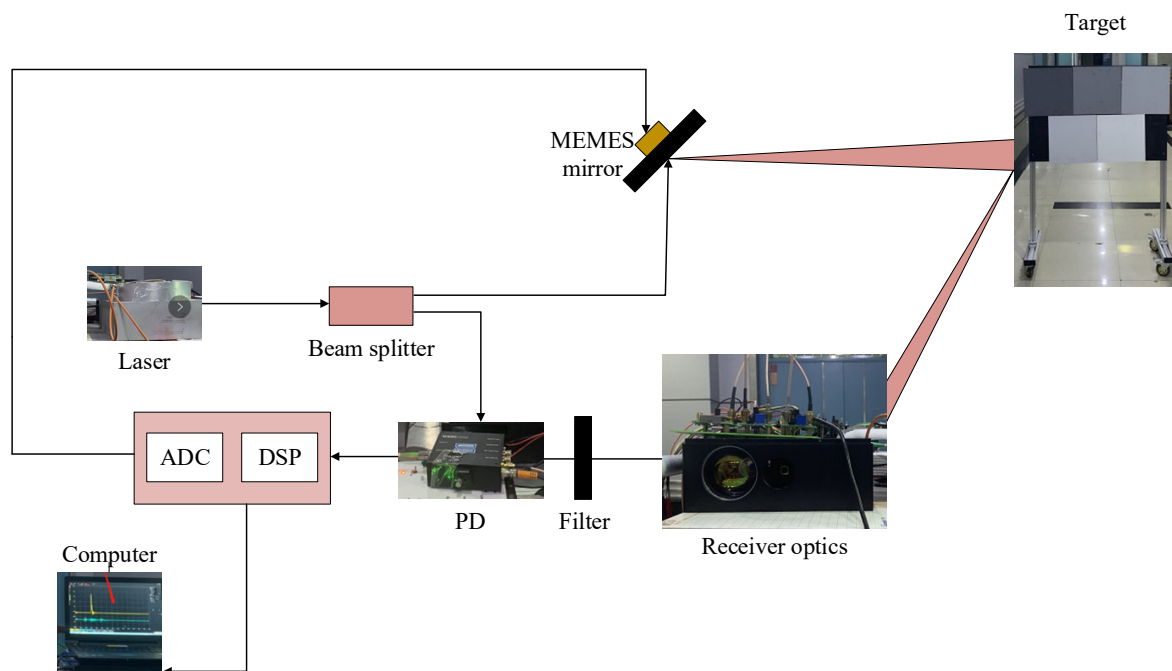 Target
MEMES
mirror
Laser
Beam splitter
ADC
DSP
PD
Filter
Receiver optics
Computer